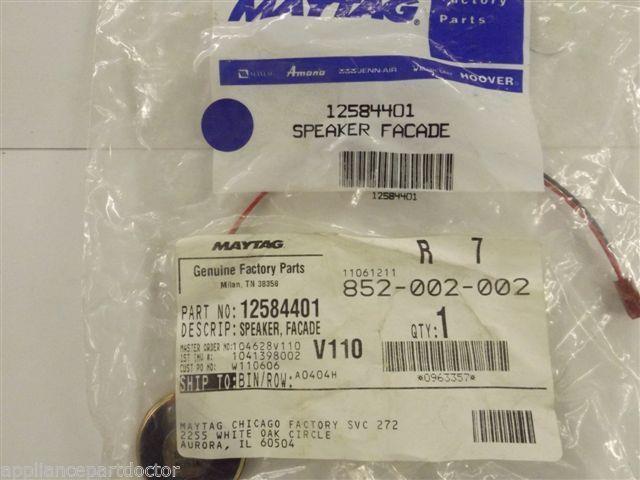 MAYTAG
Factory
Parts
Amana
JENN-AIR
HOOVER
12584401
SPEAKER FACADE
12584401
MAYTAG
Genuine Factory Parts
Milan, TN 38358
R 7
11061211
852-002-002
PART NO: 12584401
DESCRIP: SPEAKER, FACADE
MASTER ORDER NO: 104628V110
1ST INV #: 1041398002
CUST PO NO: W110606
V110
QTY: 1
SHIP TO: BIN/ROW: A0404H
*0963357*
MAYTAG CHICAGO FACTORY SVC 272
2255 WHITE OAK CIRCLE
AURORA, IL 60504
© appliancepartdoctor